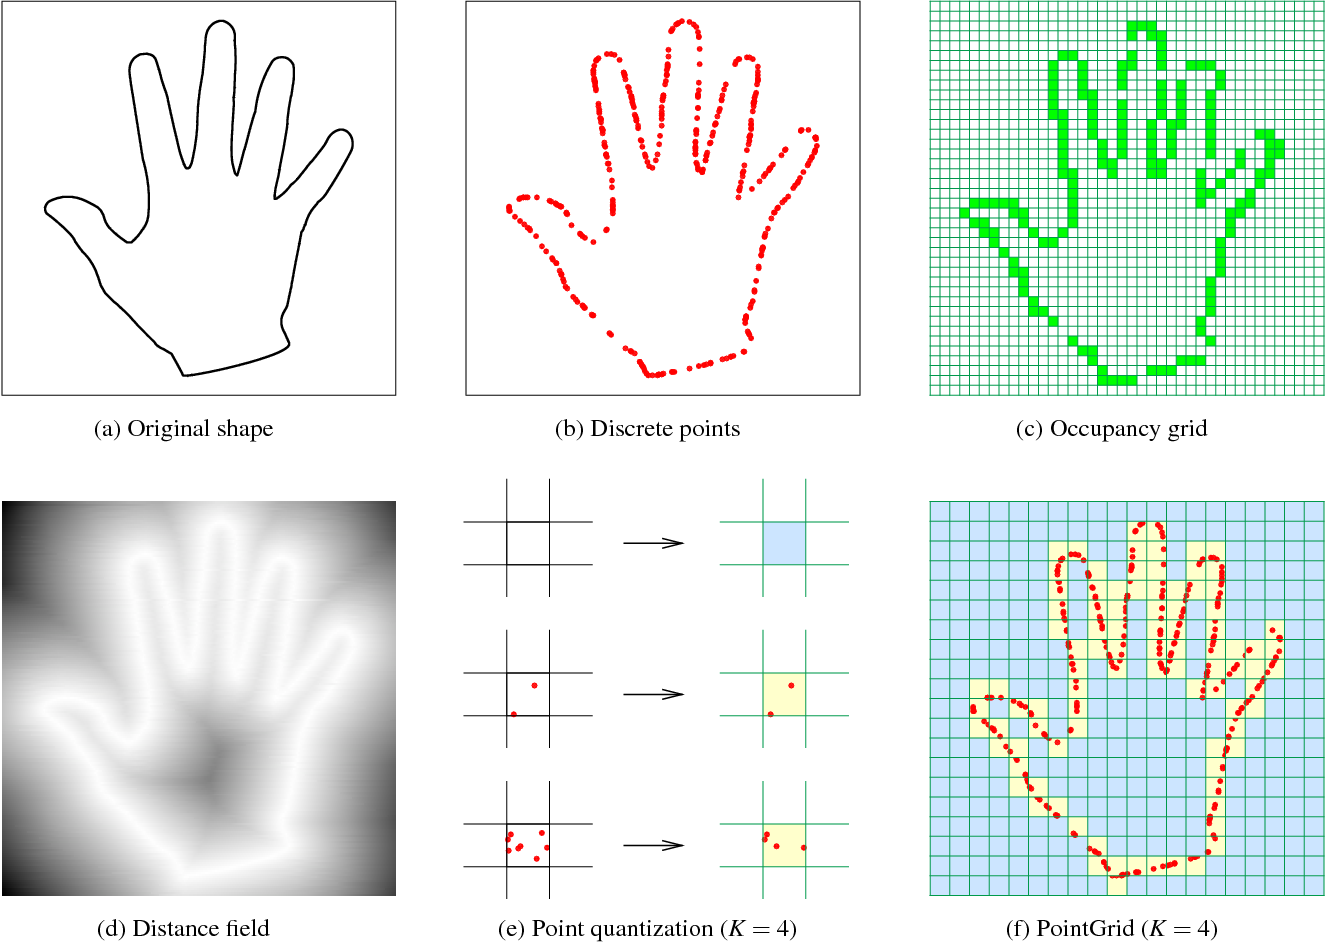 (a) Original shape
(b) Discrete points
(c) Occupancy grid
(d) Distance field
(e) Point quantization (K = 4)
(f) PointGrid (K = 4)